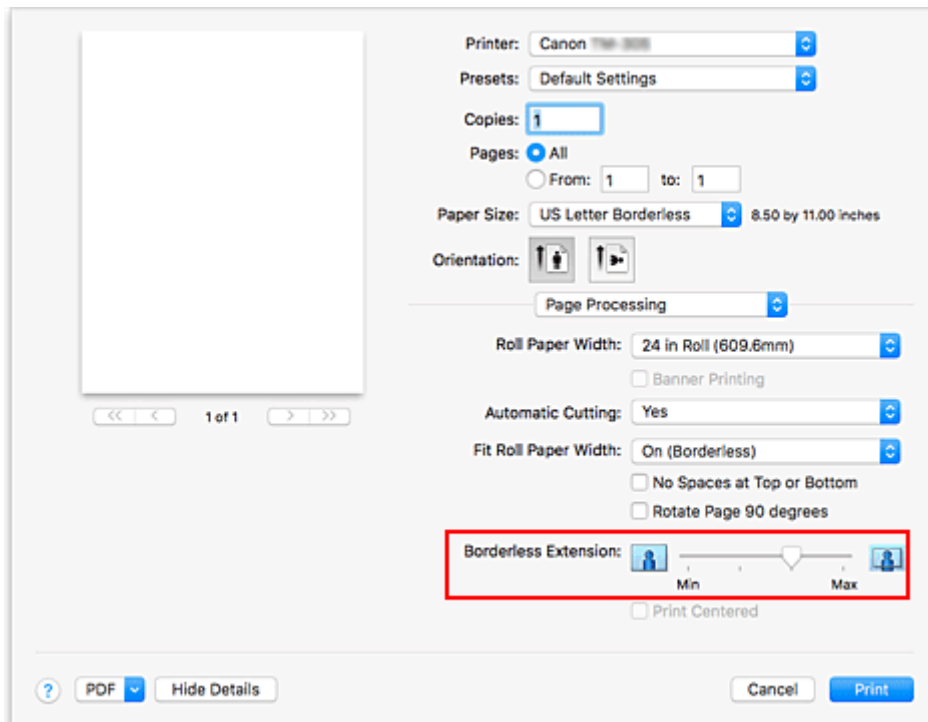 Printer: Canon
Presets: Default Settings
Copies: 1
Pages: All
From: 1 to: 1
Paper Size: US Letter Borderless 8.50 by 11.00 inches
Orientation:
Page Processing
Roll Paper Width: 24 in Roll (609.6mm)
Banner Printing
<< < 1 of 1 > >>
Automatic Cutting: Yes
Fit Roll Paper Width: On (Borderless)
No Spaces at Top or Bottom
Rotate Page 90 degrees
Borderless Extension:
Min Max
Print Centered
? PDF Hide Details Cancel Print